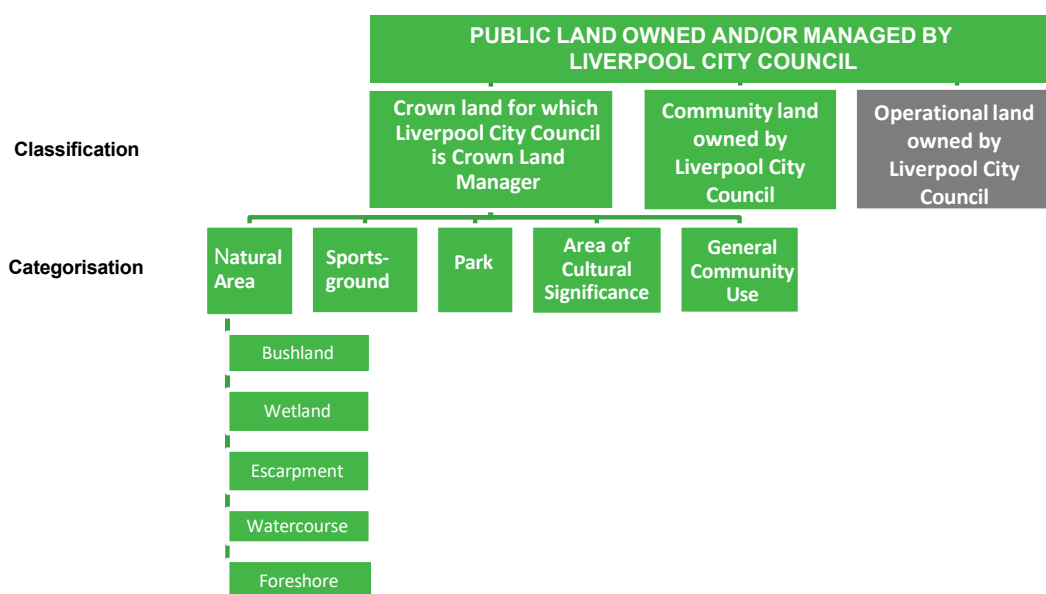 PUBLIC LAND OWNED AND/OR MANAGED BY
LIVERPOOL CITY COUNCIL
Classification
Crown land for which
Liverpool City Council
is Crown Land
Manager
Community land
owned by
Liverpool City
Council
Operational land
owned by
Liverpool City
Council
Categorisation
Natural
Area
Sports-
ground
Park
Area of
Cultural
Significance
General
Community
Use
Bushland
Wetland
Escarpment
Watercourse
Foreshore